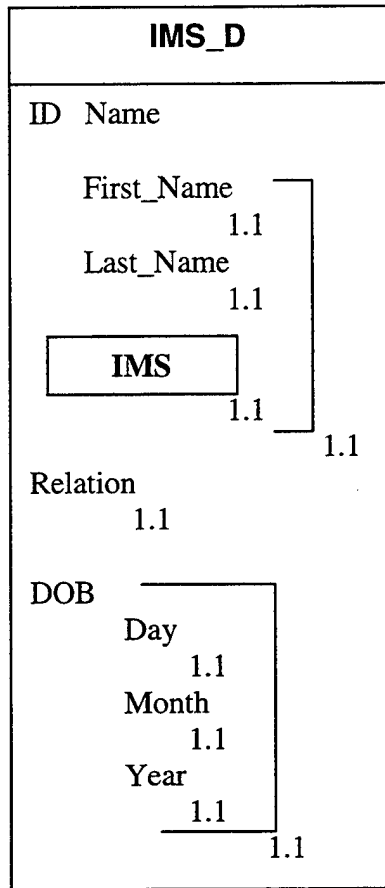 IMS_D
ID Name
First_Name
1.1
Last_Name
1.1
IMS
1.1
1.1
Relation
1.1
DOB
Day
1.1
Month
1.1
Year
1.1
1.1